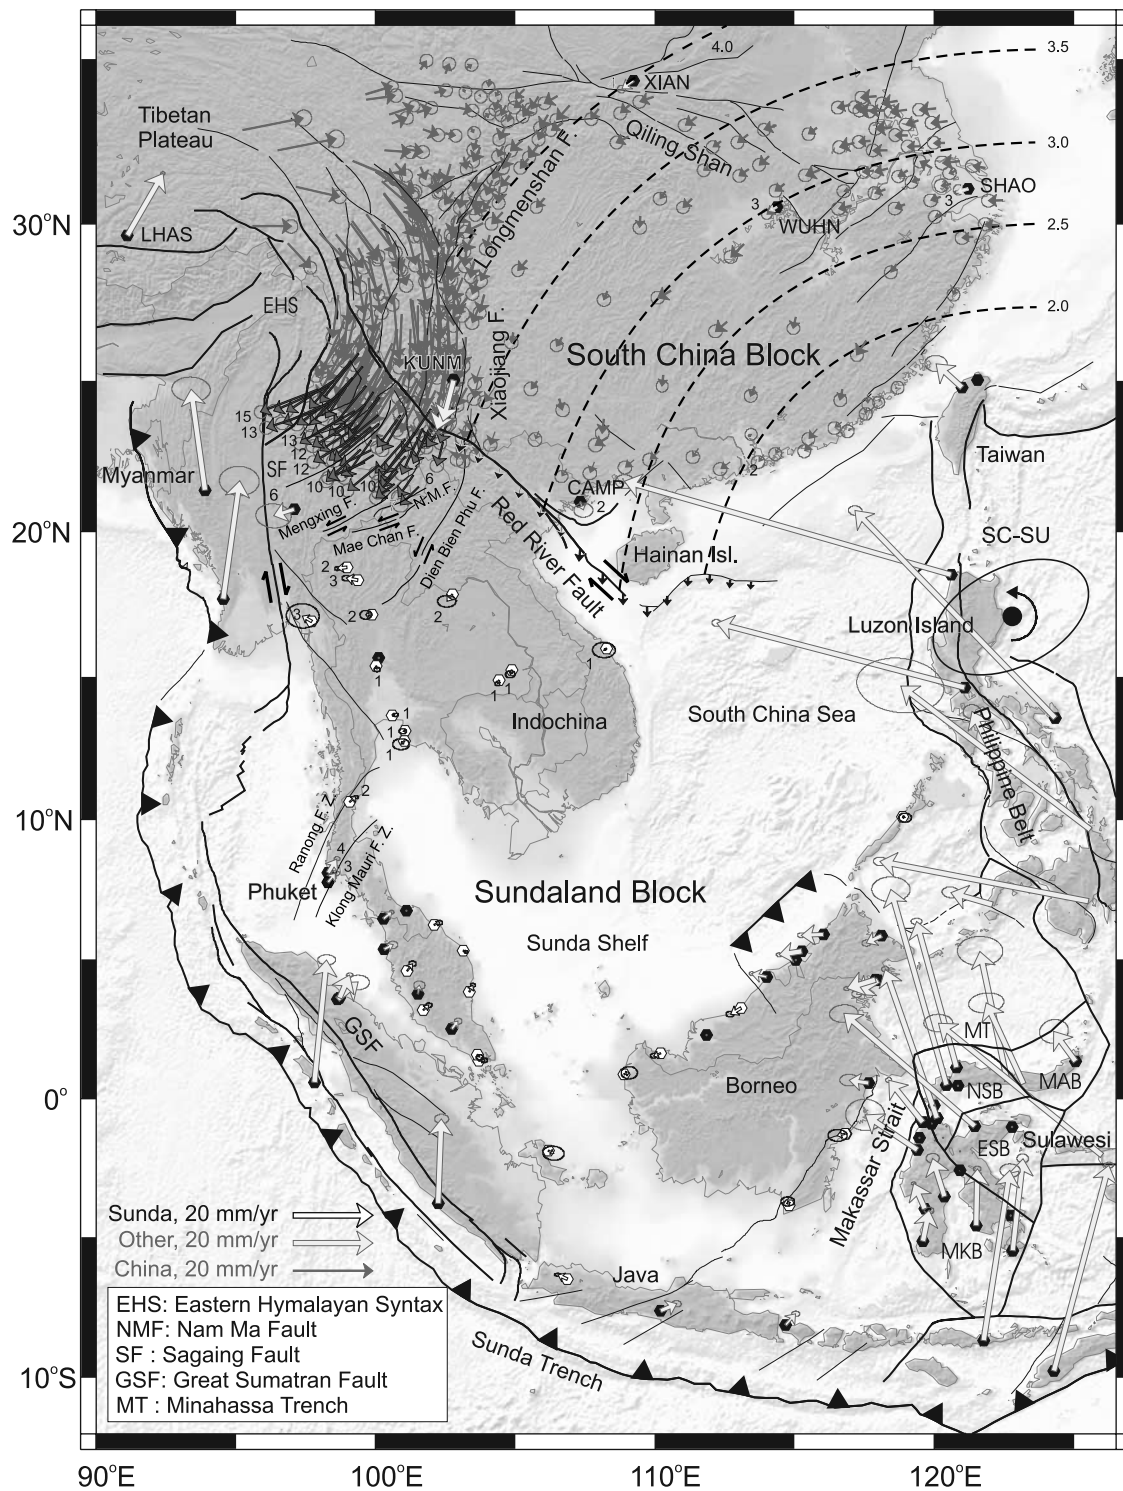 4.0
3.5
XIAN
Tibetan
Plateau
Qiling Shan
3.0
Longmenshan F.
SHAO
3
3
WUHN
30°N
LHAS
2.5
EHS
2.0
Xiaojiang F.
KUNM
South China Block
15
13
13
12
12
SF
Myanmar
10
10
10
6
N.M.F.
6
Mengxing F.
Taiwan
CAMP
2
2
20°N
Mae Chan F.
Dien Bien Phu F.
Red River Fault
Hainan Isl.
SC-SU
2
3
3
2
2
Luzon Island
1
1
1
1
South China Sea
Indochina
1
1
1
Philippine Belt
2
10°N
Ranong F. Z.
4
3
Klong Mauri F. Z.
Phuket
Sundaland Block
Sunda Shelf
GSF
MT
MAB
NSB
0°
Borneo
Makassar Strait
ESB
Sulawesi
MKB
Sunda, 20 mm/yr
Other, 20 mm/yr
China, 20 mm/yr
Java
EHS: Eastern Hymalayan Syntax
NMF: Nam Ma Fault
SF : Sagaing Fault
GSF: Great Sumatran Fault
MT : Minahassa Trench
Sunda Trench
10°S
90°E
100°E
110°E
120°E